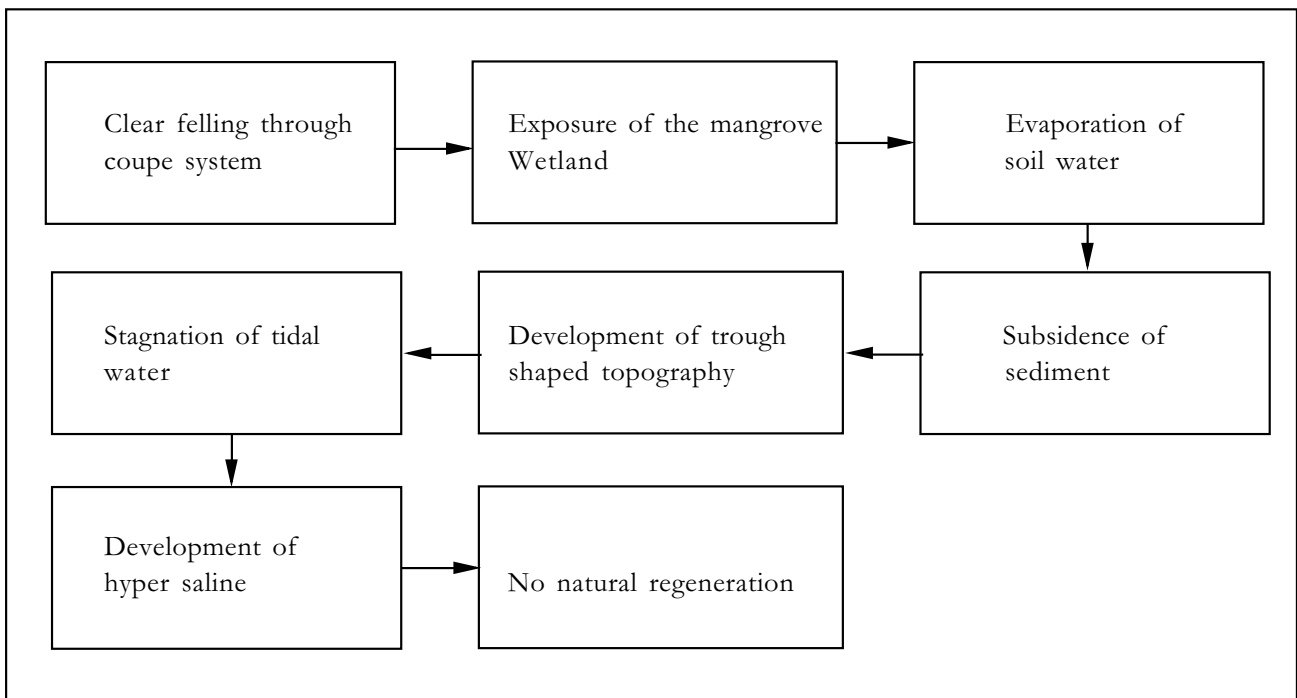 Clear felling through
coupe system
Exposure of the mangrove
Wetland
Evaporation of
soil water
Subsidence of
sediment
Development of trough
shaped topography
Stagnation of tidal
water
Development of
hyper saline
No natural regeneration